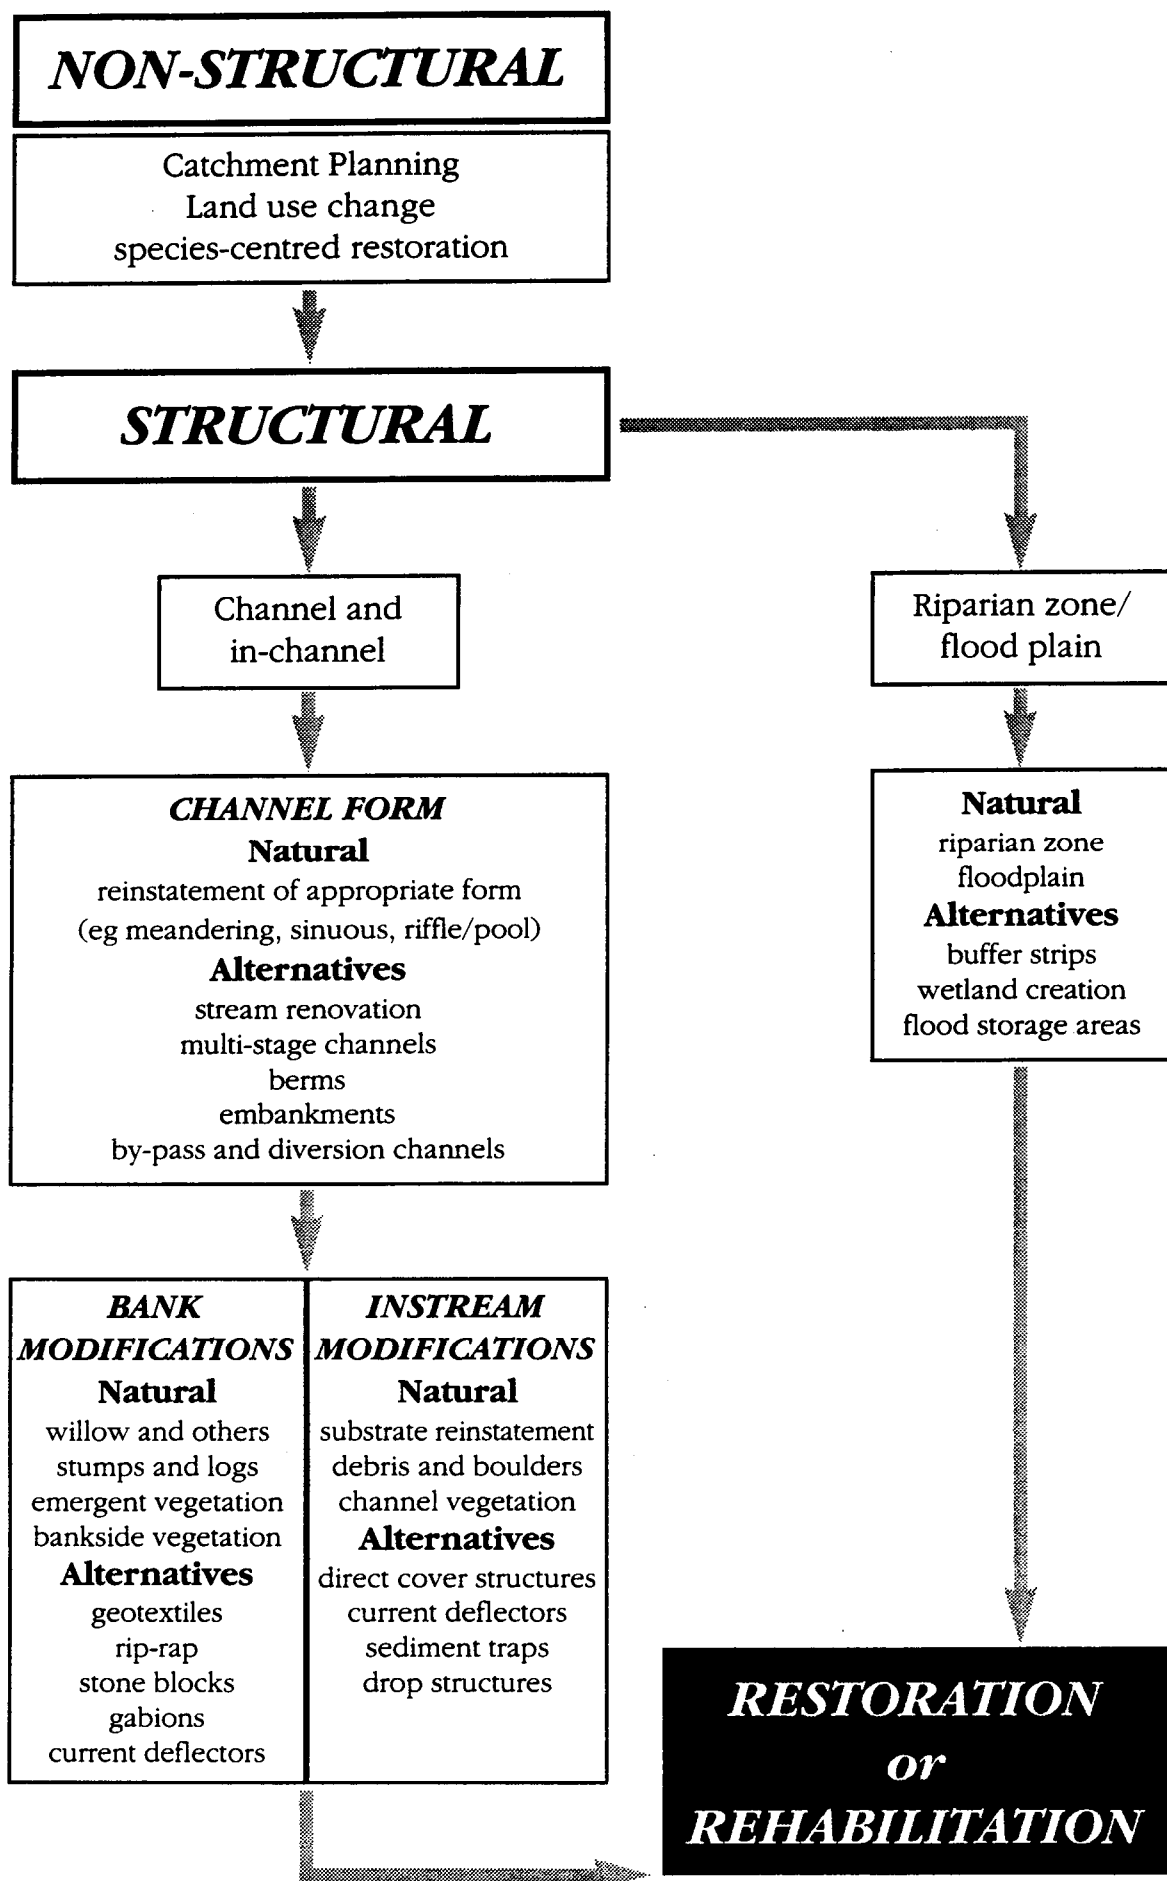 NON-STRUCTURAL
Catchment Planning
Land use change
species-centred restoration
STRUCTURAL
Channel and
in-channel
Riparian zone/
flood plain
CHANNEL FORM
Natural
reinstatement of appropriate form
(eg meandering, sinuous, riffle/pool)
Alternatives
stream renovation
multi-stage channels
berms
embankments
by-pass and diversion channels
Natural
riparian zone
floodplain
Alternatives
buffer strips
wetland creation
flood storage areas
BANK
MODIFICATIONS
Natural
willow and others
stumps and logs
emergent vegetation
bankside vegetation
Alternatives
geotextiles
rip-rap
stone blocks
gabions
current deflectors
INSTREAM
MODIFICATIONS
Natural
substrate reinstatement
debris and boulders
channel vegetation
Alternatives
direct cover structures
current deflectors
sediment traps
drop structures
RESTORATION
or
REHABILITATION